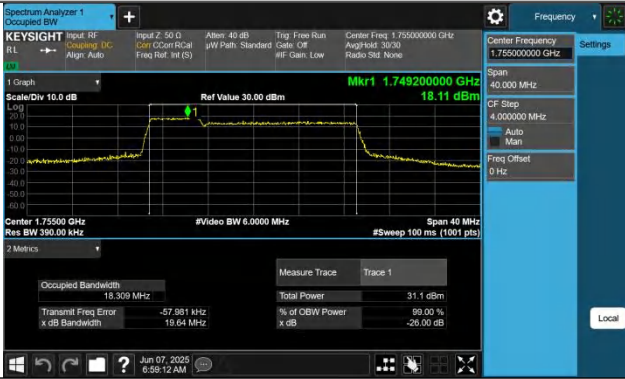 Spectrum Analyzer 1
Occupied BW
Frequency
KEYSIGHT
RL
Input: RF
Coupling: DC
Align: Auto
Input Z: 50 Ω
Corr CCorr RCal
Freq Ref: Int (S)
Atten: 40 dB
µW Path: Standard
Trig: Free Run
Gate: Off
#IF Gain: Low
Center Freq: 1.755000000 GHz
Avg|Hold: 30/30
Radio Std: None
Center Frequency
1.755000000 GHz
Settings
Span
40.000 MHz
CF Step
4.000000 MHz
Auto
Man
Freq Offset
0 Hz
Local
1 Graph
Scale/Div 10.0 dB
Ref Value 30.00 dBm
Mkr1 1.749200000 GHz
18.11 dBm
Log
20.0
10.0
0.00
-10.0
-20.0
-30.0
-40.0
-50.0
-60.0
1
Center 1.75500 GHz
#Video BW 6.0000 MHz
Span 40 MHz
Res BW 390.00 kHz
#Sweep 100 ms (1001 pts)
2 Metrics
Measure Trace Trace 1
Occupied Bandwidth
18.309 MHz
Total Power 31.1 dBm
Transmit Freq Error -57.981 kHz
% of OBW Power 99.00 %
x dB Bandwidth 19.64 MHz
x dB -26.00 dB
Jun 07, 2025
6:59:12 AM